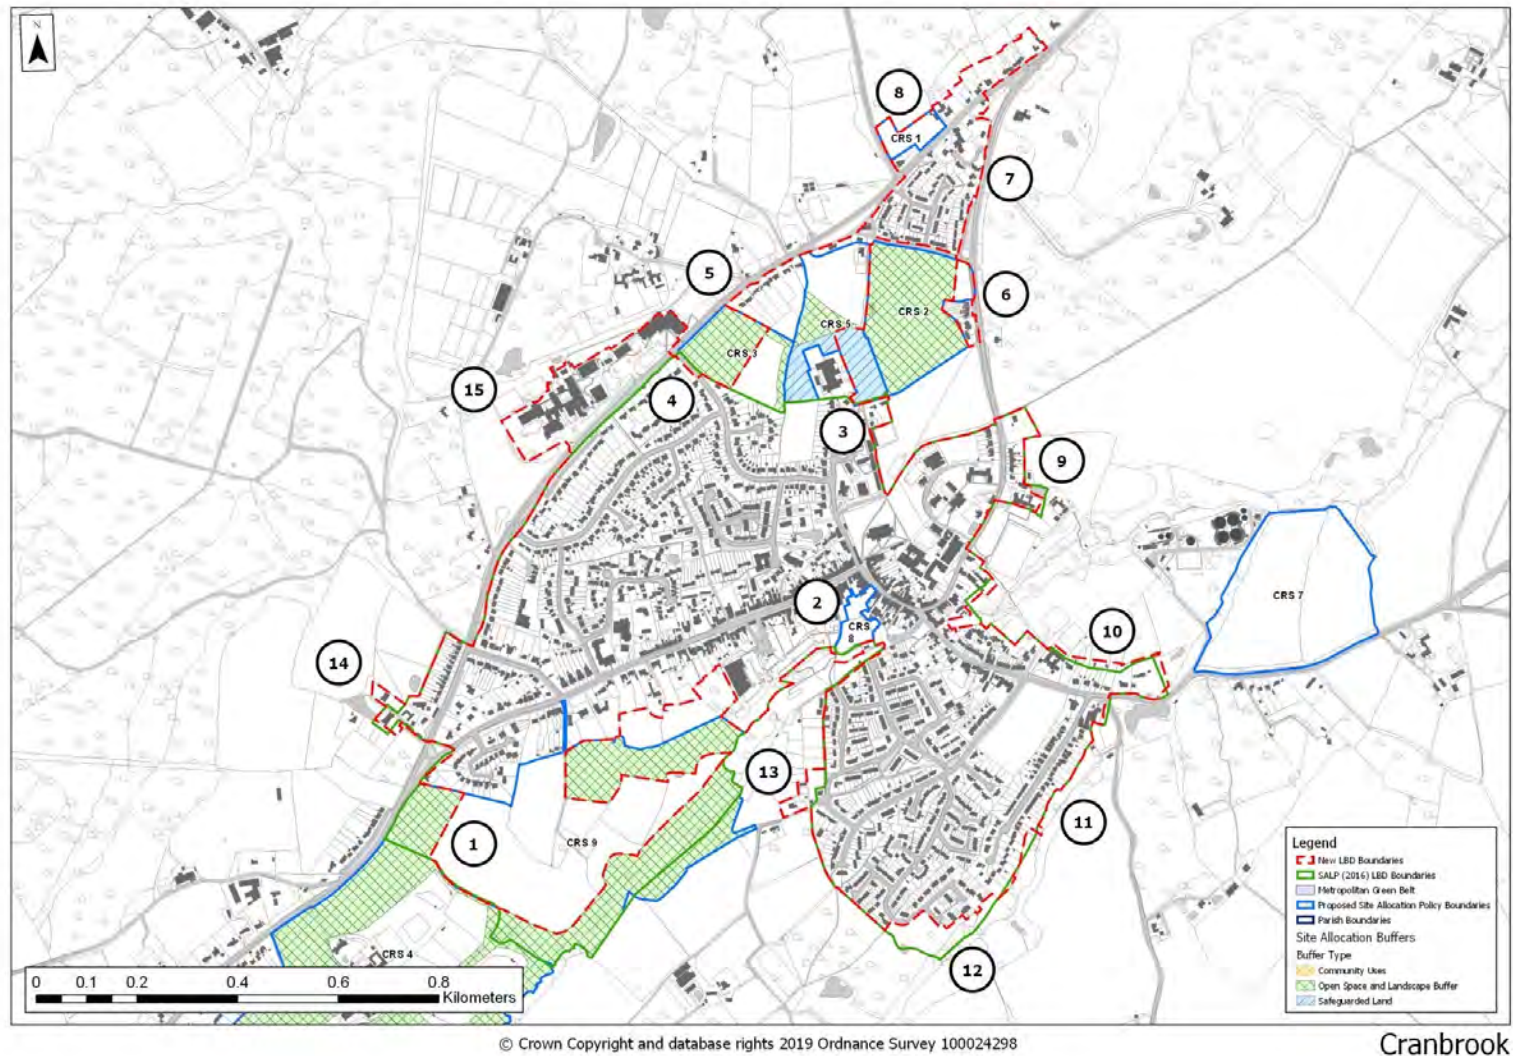 N
8
CRS 1
7
5
6
CRS 5
CRS 2
CRS 3
15
4
3
9
2
CRS
8
CRS 7
10
14
13
1
CRS 9
11
CRS 4
12
0 0.1 0.2 0.4 0.6 0.8
Kilometers
Legend
New LBD Boundaries
SALP (2016) LBD Boundaries
Metropolitan Green Belt
Proposed Site Allocation Policy Boundaries
Parish Boundaries
Site Allocation Buffers
Buffer Type
Community Uses
Open Space and Landscape Buffer
Safeguarded Land
© Crown Copyright and database rights 2019 Ordnance Survey 100024298
Cranbrook